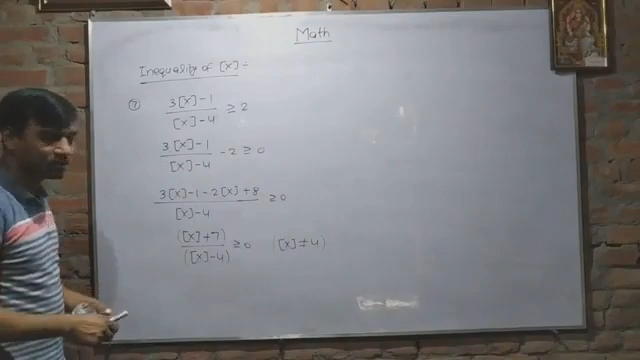 Math
Inequality of [x] :-
⑦ 3[x]-1 / [x]-4 ≥ 2
3[x]-1 / [x]-4 - 2 ≥ 0
3[x]-1-2[x]+8 / [x]-4 ≥ 0
([x]+7) / ([x]-4) ≥ 0 ([x]≠4)